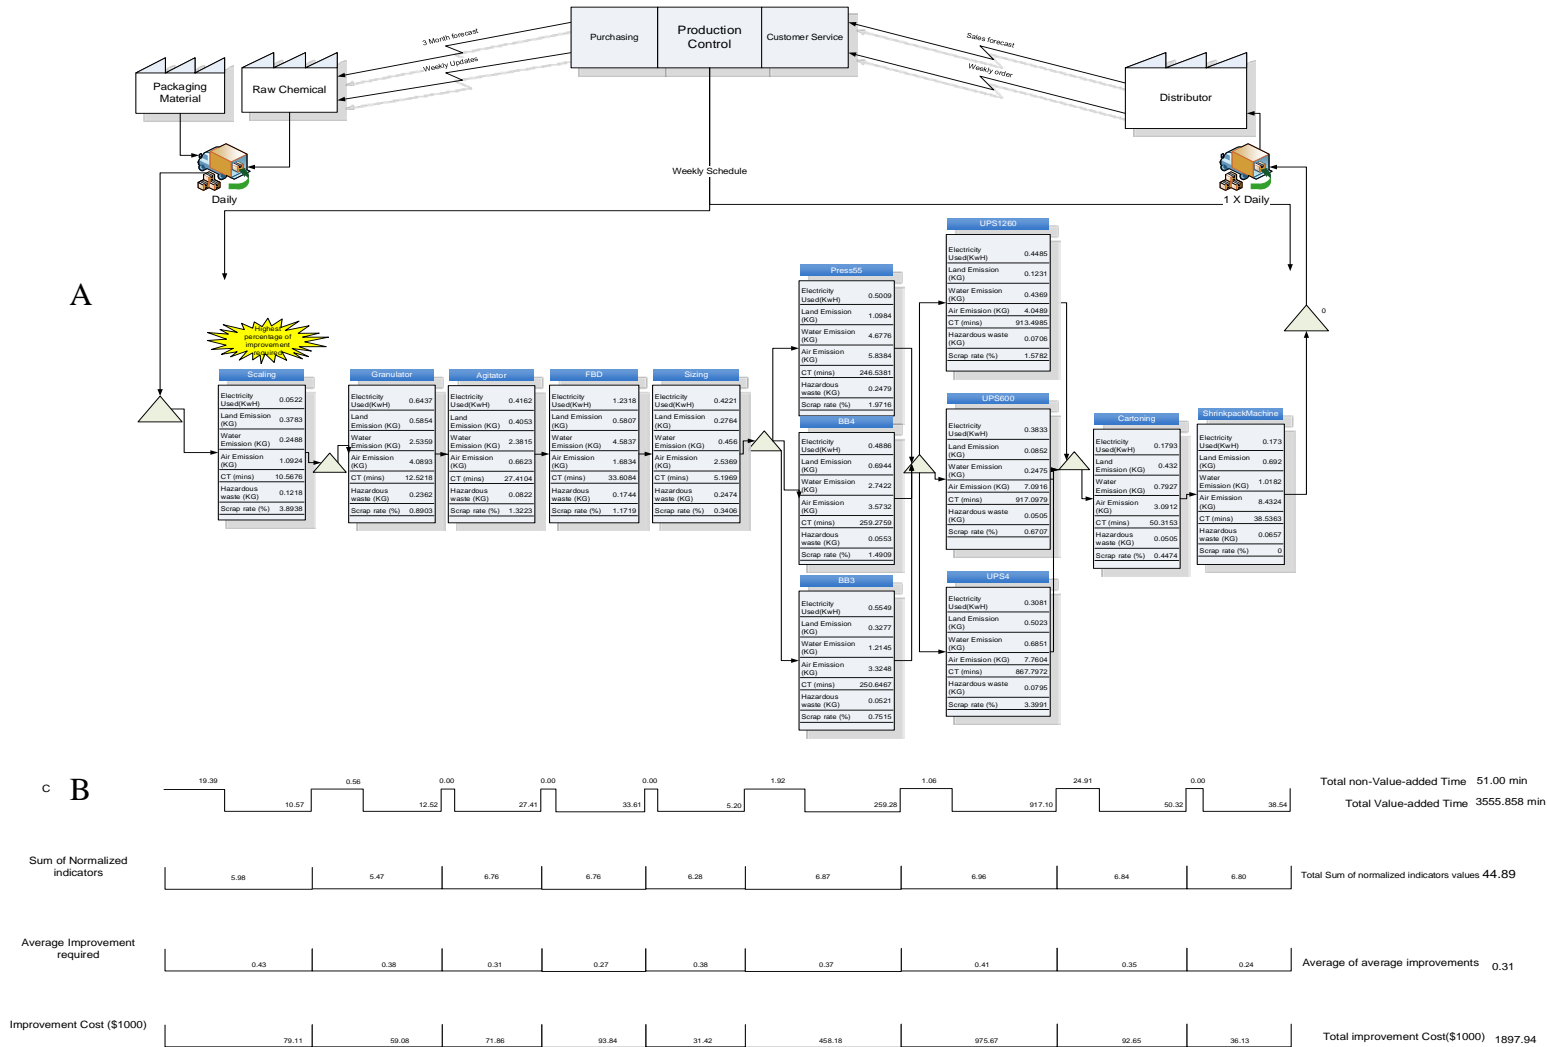 Purchasing
Production
Control
Customer Service
3 Month forecast
Weekly Updates
Sales forecast
Weekly order
Packaging
Material
Raw Chemical
Distributor
Daily
Weekly Schedule
1 X Daily
A
Highest
percentage of
improvement
required
0
Scaling
Electricity
Used(KwH) 0.0522
Land Emission
(KG) 0.3783
Water
Emission (KG) 0.2488
Air Emission
(KG) 1.0924
CT (mins) 10.5676
Hazardous
waste (KG) 0.1218
Scrap rate (%) 3.8938
Granulator
Electricity
Used(KwH) 0.6437
Land
Emission (KG) 0.5854
Water
Emission (KG) 2.5359
Air Emission
(KG) 4.0893
CT (mins) 12.5218
Hazardous
waste (KG) 0.2362
Scrap rate (%) 0.8903
Agitator
Electricity
Used(KwH) 0.4162
Land
Emission (KG) 0.4053
Water
Emission (KG) 2.3815
Air Emission
(KG) 0.6623
CT (mins) 27.4104
Hazardous
waste (KG) 0.0822
Scrap rate (%) 1.3223
FBD
Electricity
Used(KwH) 1.2318
Land Emission
(KG) 0.5807
Water
Emission (KG) 4.5837
Air Emission
(KG) 1.6834
CT (mins) 33.6084
Hazardous
waste (KG) 0.1744
Scrap rate (%) 1.1719
Sizing
Electricity
Used(KwH) 0.4221
Land Emission
(KG) 0.2764
Water
Emission (KG) 0.456
Air Emission
(KG) 2.5369
CT (mins) 5.1969
Hazardous
waste (KG) 0.2474
Scrap rate (%) 0.3406
Press55
Electricity
Used(KwH) 0.5009
Land Emission
(KG) 1.0984
Water Emission
(KG) 4.6776
Air Emission
(KG) 5.8384
CT (mins) 246.5381
Hazardous
waste (KG) 0.2479
Scrap rate (%) 1.9716
BB4
Electricity
Used(KwH) 0.4886
Land Emission
(KG) 0.6944
Water Emission
(KG) 2.7422
Air Emission
(KG) 3.5732
CT (mins) 259.2759
Hazardous
waste (KG) 0.0553
Scrap rate (%) 1.4909
BB3
Electricity
Used(KwH) 0.5549
Land Emission
(KG) 0.3277
Water Emission
(KG) 1.2145
Air Emission
(KG) 3.3248
CT (mins) 250.6467
Hazardous
waste (KG) 0.0521
Scrap rate (%) 0.7515
UPS1260
Electricity
Used(KwH) 0.4485
Land Emission
(KG) 0.1231
Water Emission
(KG) 0.4369
Air Emission (KG) 4.0489
CT (mins) 913.4985
Hazardous waste
(KG) 0.0706
Scrap rate (%) 1.5782
UPS600
Electricity
Used(KwH) 0.3833
Land Emission
(KG) 0.0852
Water Emission
(KG) 0.2475
Air Emission (KG) 7.0916
CT (mins) 917.0979
Hazardous waste
(KG) 0.0505
Scrap rate (%) 0.6707
UPS4
Electricity
Used(KwH) 0.3081
Land Emission
(KG) 0.5023
Water Emission
(KG) 0.6851
Air Emission (KG) 7.7604
CT (mins) 867.7972
Hazardous waste
(KG) 0.0795
Scrap rate (%) 3.3991
Cartoning
Electricity
Used(KwH) 0.1793
Land
Emission (KG) 0.432
Water
Emission (KG) 0.7927
Air Emission
(KG) 3.0912
CT (mins) 50.3153
Hazardous
waste (KG) 0.0505
Scrap rate (%) 0.4474
ShrinkpackMachine
Electricity
Used(KwH) 0.173
Land
Emission (KG) 0.692
Water
Emission (KG) 1.0182
Air Emission
(KG) 8.4324
CT (mins) 38.5363
Hazardous
waste (KG) 0.0657
Scrap rate (%) 0
C B
19.39 0.56 0.00 0.00 0.00 1.92 1.06 24.91 0.00 Total non-Value-added Time 51.00 min
10.57 12.52 27.41 33.61 5.20 259.28 917.10 50.32 38.54 Total Value-added Time 3555.858 min
Sum of Normalized
indicators
5.98 5.47 6.76 6.76 6.28 6.87 6.96 6.84 6.80 Total Sum of normalized indicators values 44.89
Average Improvement
required
0.43 0.38 0.31 0.27 0.38 0.37 0.41 0.35 0.24 Average of average improvements 0.31
Improvement Cost ($1000)
79.11 59.08 71.86 93.84 31.42 458.18 975.67 92.65 36.13 Total improvement Cost($1000) 1897.94